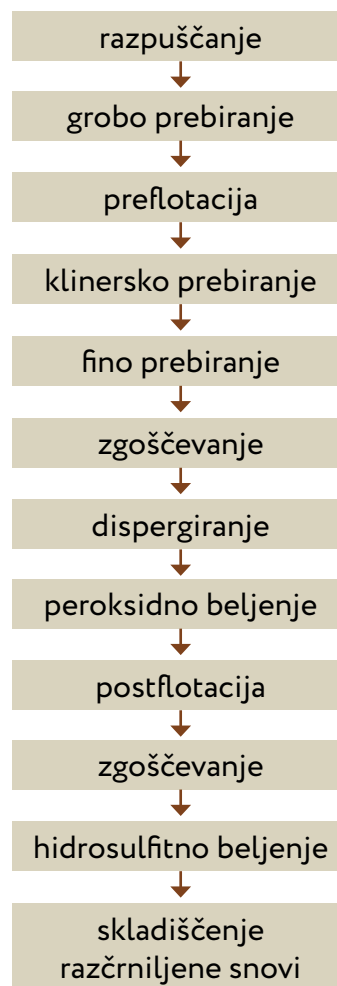 razpuščanje
grobo prebiranje
preflotacija
klinersko prebiranje
fino prebiranje
zgoščevanje
dispergiranje
peroksidno beljenje
postflotacija
zgoščevanje
hidrosulfitno beljenje
skladiščenje
razčrniljene snovi